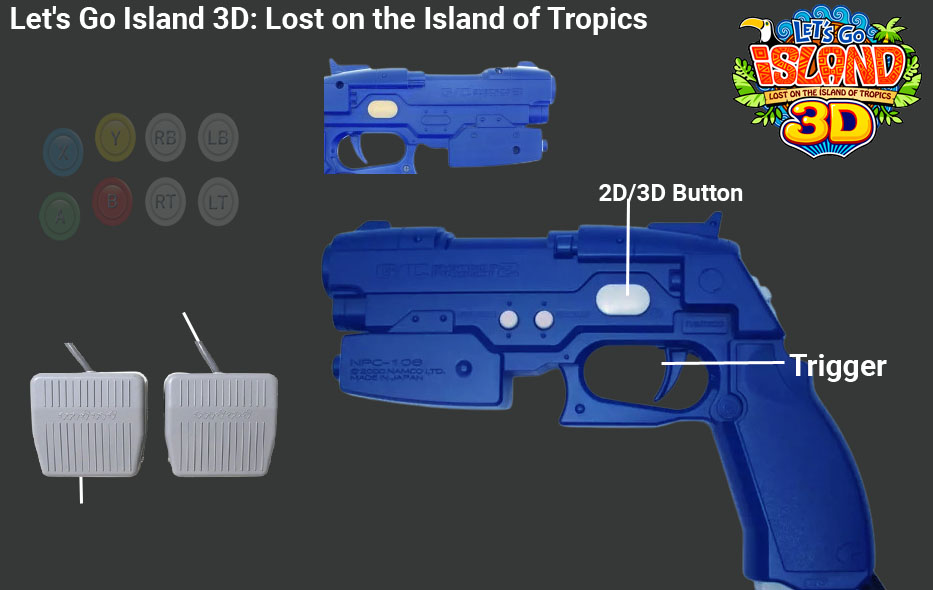 Let's Go Island 3D: Lost on the Island of Tropics
LET'S GO
ISLAND
LOST ON THE ISLAND OF TROPICS
3D
X
Y
RB
LB
A
B
RT
LT
2D/3D Button
NPC-106
© 2000 NAMCO LTD.
MADE IN JAPAN
namco
Trigger